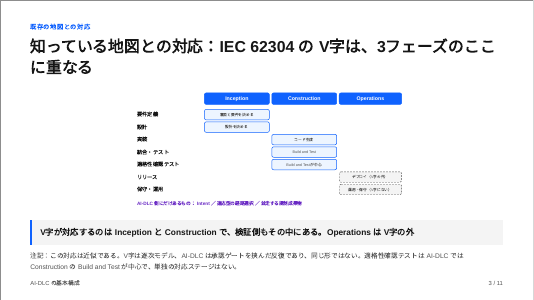 既存の地図との対応
知っている地図との対応：IEC 62304 の V字は、3フェーズのここ
に重なる
Inception Construction Operations
要件定義
設計
実装
コード生成
結合・テスト Build and Test
適格性確認テスト
リリース
保守・運用
V字が対応するのは Inception と Construction で、検証側もその中にある。Operations は V字の外
注記：この対応は近似である。V字は逐次モデル、AI-DLC は承認ゲートを挟んだ反復であり、同じ形ではない。適格性確認テストは AI-DLC では
Construction の Build and Test が中心で、単独の対応ステージはない。
AI-DLC の基本構成 3 / 11